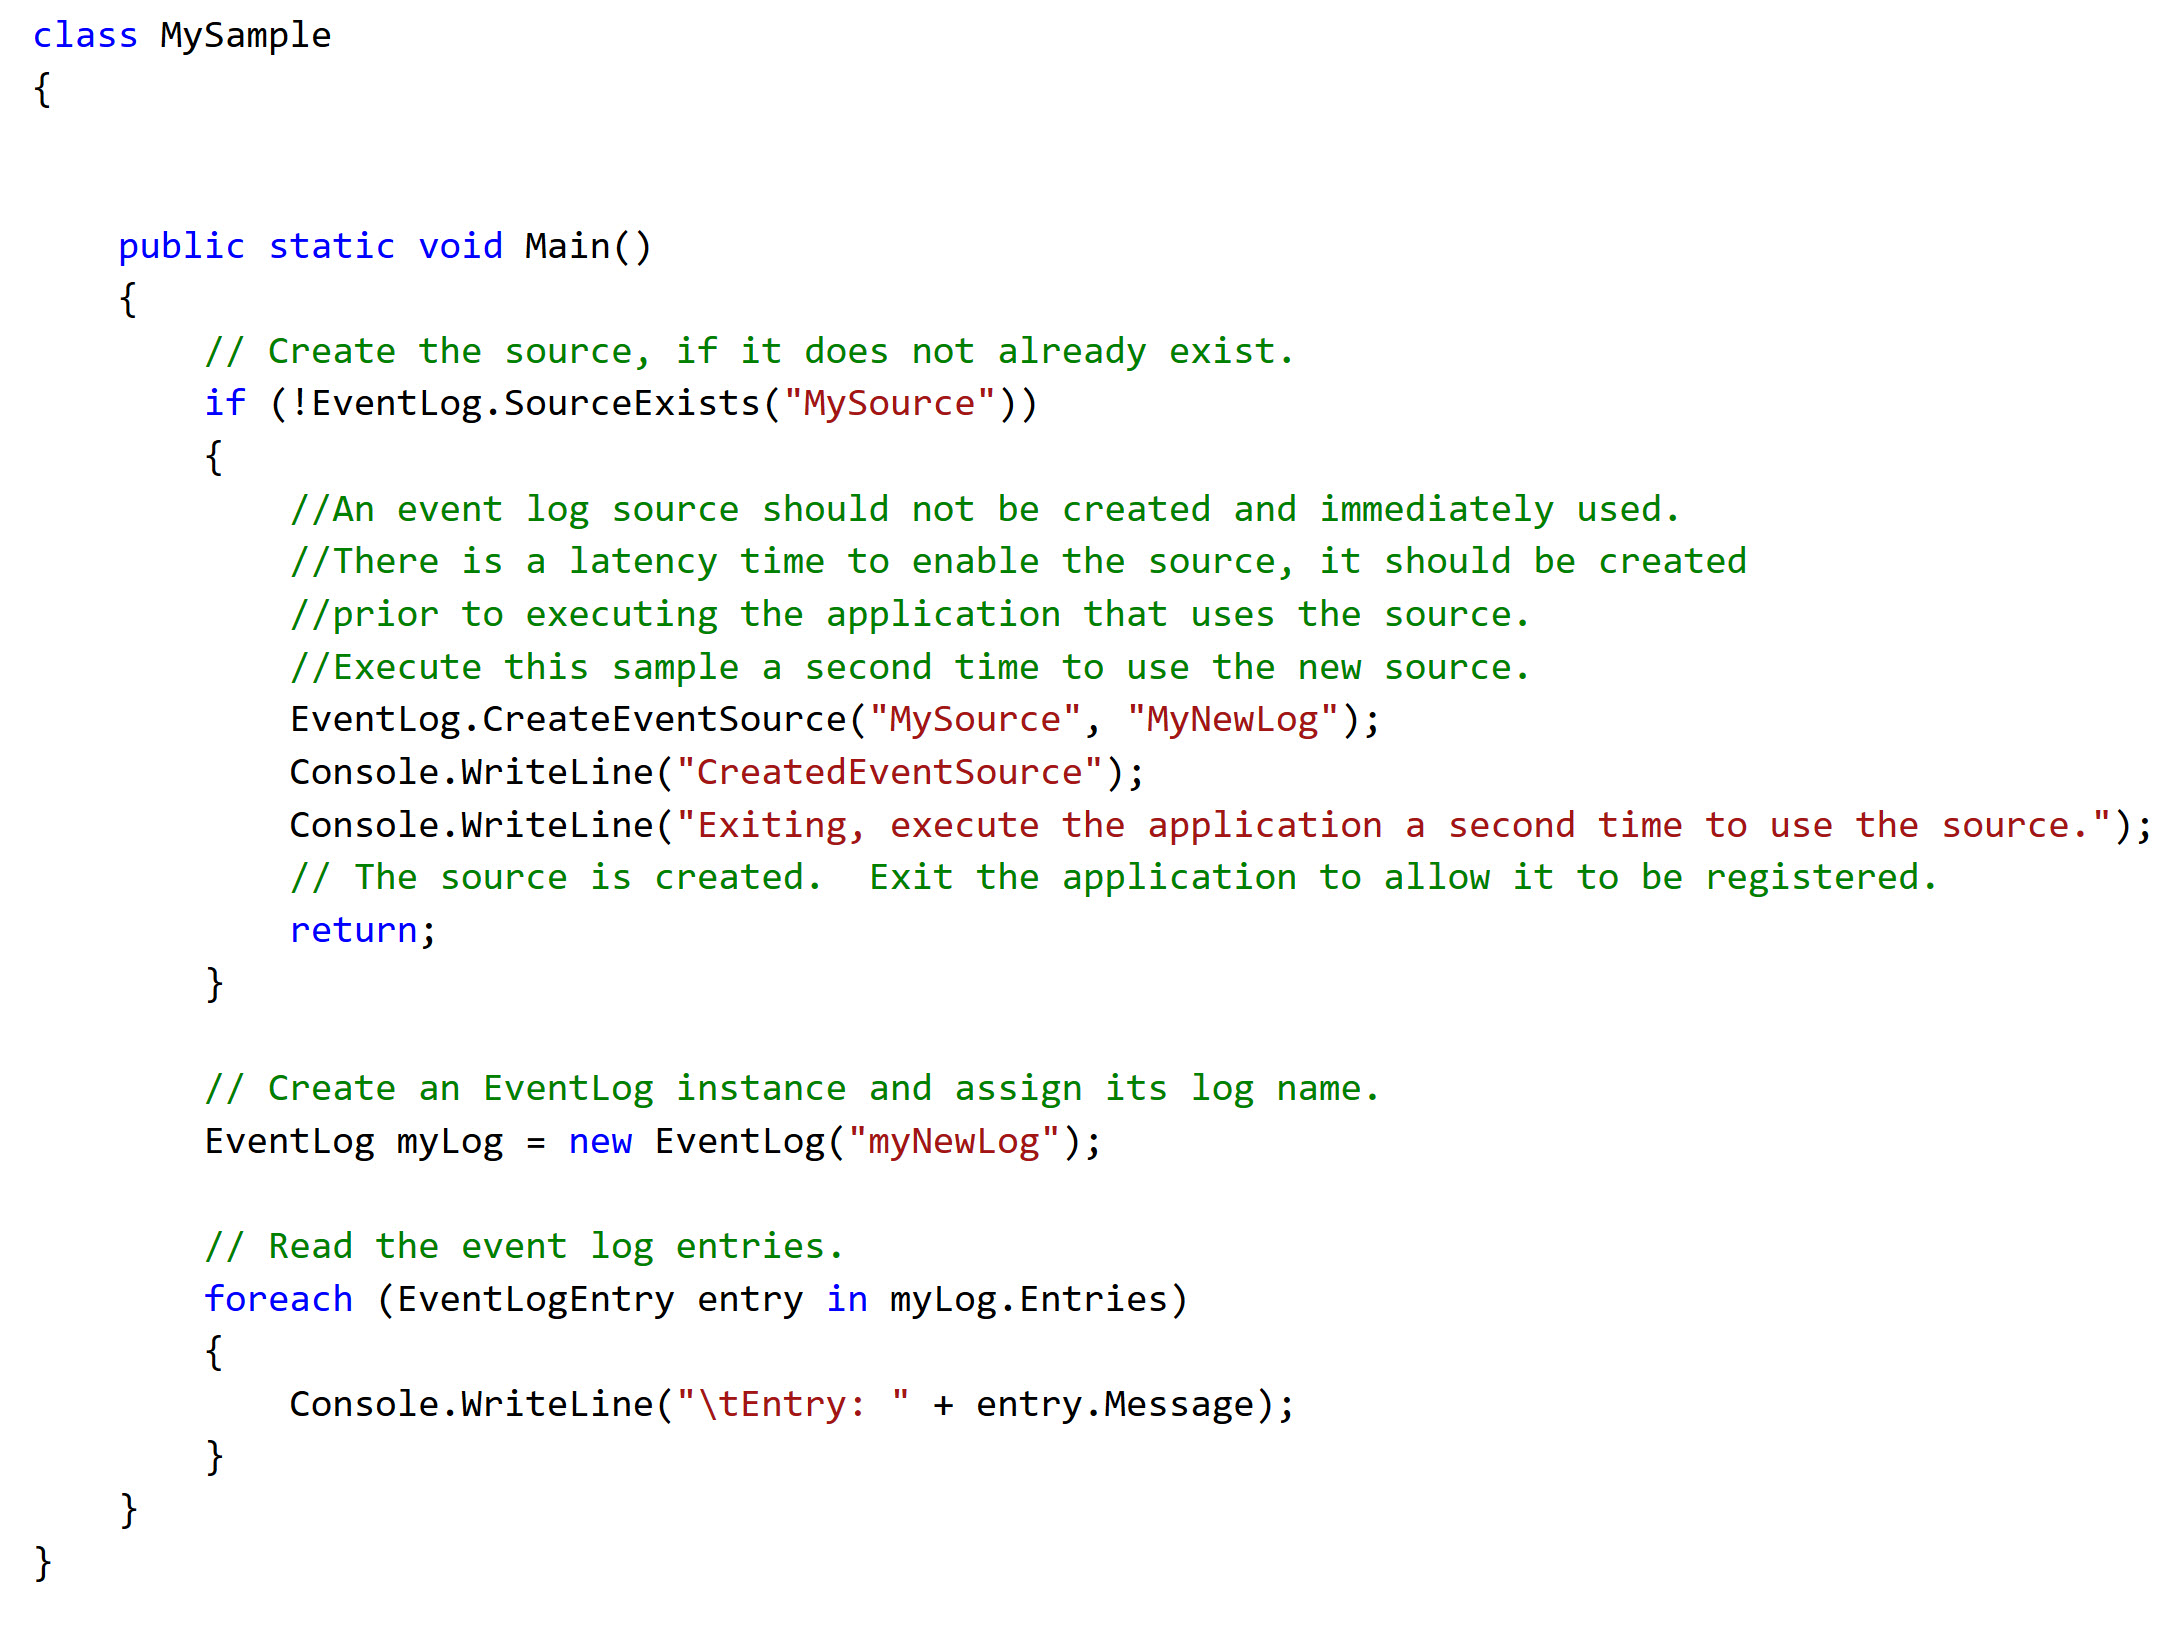 class MySample
{
    public static void Main()
    {
        // Create the source, if it does not already exist.
        if (!EventLog.SourceExists("MySource"))
        {
            //An event log source should not be created and immediately used.
            //There is a latency time to enable the source, it should be created
            //prior to executing the application that uses the source.
            //Execute this sample a second time to use the new source.
            EventLog.CreateEventSource("MySource", "MyNewLog");
            Console.WriteLine("CreatedEventSource");
            Console.WriteLine("Exiting, execute the application a second time to use the source.");
            // The source is created.  Exit the application to allow it to be registered.
            return;
        }
        // Create an EventLog instance and assign its log name.
        EventLog myLog = new EventLog("myNewLog");
        // Read the event log entries.
        foreach (EventLogEntry entry in myLog.Entries)
        {
            Console.WriteLine("\tEntry: " + entry.Message);
        }
    }
}